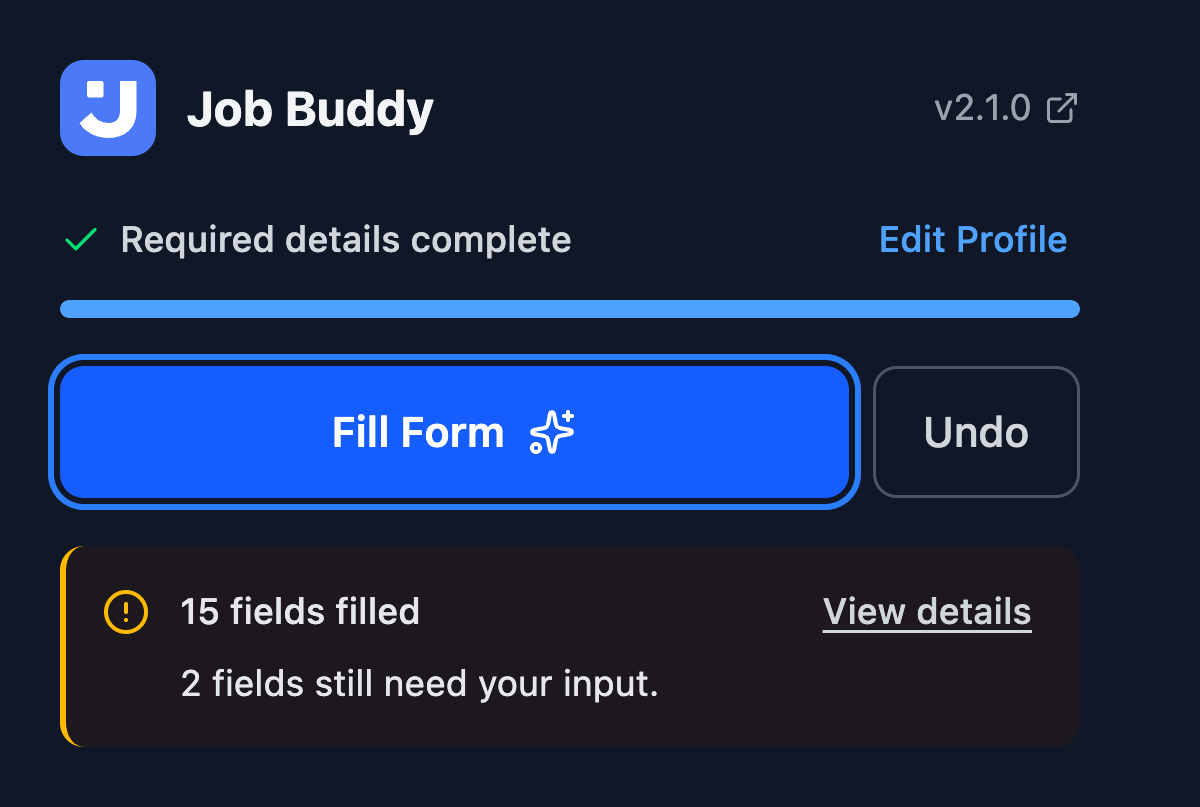 Job Buddy
v2.1.0
Required details complete
Edit Profile
Fill Form
Undo
15 fields filled
View details
2 fields still need your input.